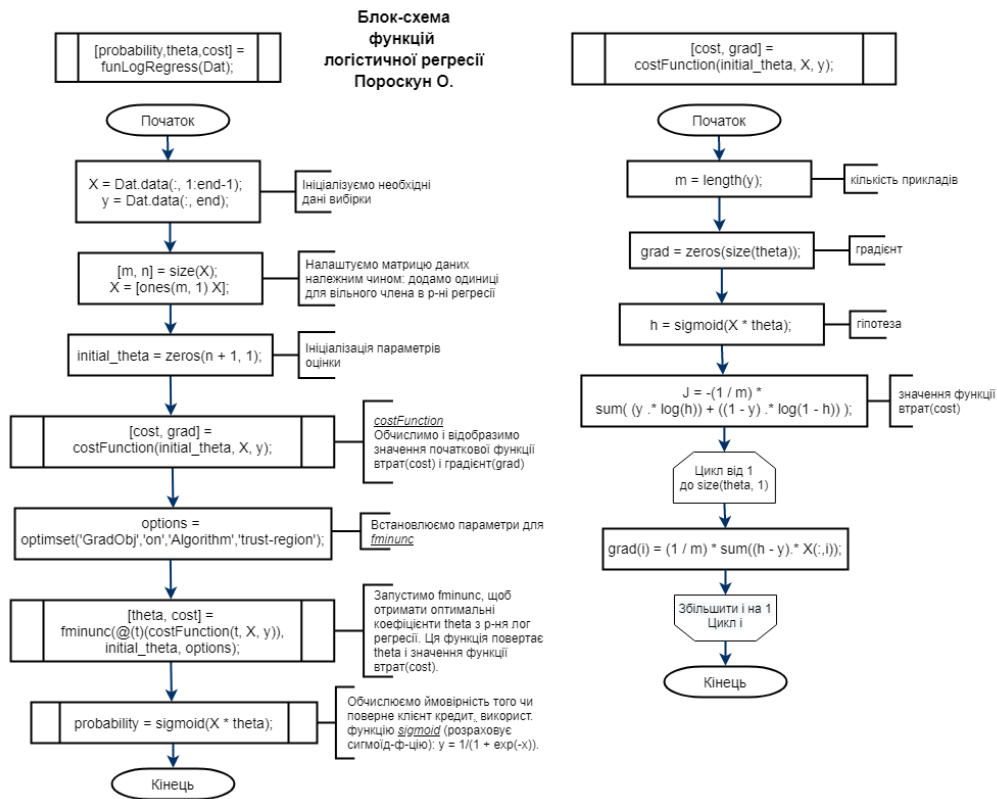 Блок-схема
функцій
логістичної регресії
Пороскун О.
[probability,theta,cost] =
funLogRegress(Dat);
Початок
X = Dat.data(:, 1:end-1);
y = Dat.data(:, end);
Ініціалізуємо необхідні
дані вибірки
[m, n] = size(X);
X = [ones(m, 1) X];
Налаштуємо матрицю даних
належним чином: додамо одиниці
для вільного члена в р-ні регресії
initial_theta = zeros(n + 1, 1);
Ініціалізація параметрів
оцінки
[cost, grad] =
costFunction(initial_theta, X, y);
costFunction
Обчислимо і відобразимо
значення початкової функції
втрат(cost) і градієнт(grad)
options =
optimset('GradObj','on','Algorithm','trust-region');
Встановлюємо параметри для
fminunc
[theta, cost] =
fminunc(@(t)(costFunction(t, X, y)),
initial_theta, options);
Запустимо fminunc, щоб
отримати оптимальні
коефіцієнти theta з р-ня лог
регресії. Ця функція повертає
theta і значення функції
втрат(cost).
probability = sigmoid(X * theta);
Обчислюємо ймовірність того чи
поверне клієнт кредит, використ.
функцію sigmoid (розраховує
сигмоїд-ф-цію): y = 1/(1 + exp(-x)).
Кінець
[cost, grad] =
costFunction(initial_theta, X, y);
Початок
m = length(y);
кількість прикладів
grad = zeros(size(theta));
градієнт
h = sigmoid(X * theta);
гіпотеза
J = -(1 / m) *
sum( (y .* log(h)) + ((1 - y) .* log(1 - h)) );
значення функції
втрат(cost)
Цикл від 1
до size(theta, 1)
grad(i) = (1 / m) * sum((h - y).* X(:,i));
Збільшити i на 1
Цикл i
Кінець